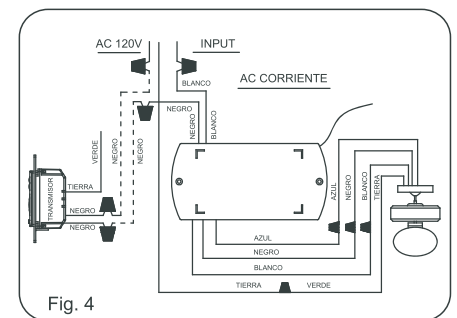 AC 120V
INPUT
BLANCO
AC CORRIENTE
NEGRO
VERDE
NEGRO
NEGRO
NEGRO
BLANCO
TRANSMISOR
TIERRA
NEGRO
NEGRO
AZUL
NEGRO
BLANCO
TIERRA
AZUL
NEGRO
BLANCO
TIERRA
VERDE
Fig. 4